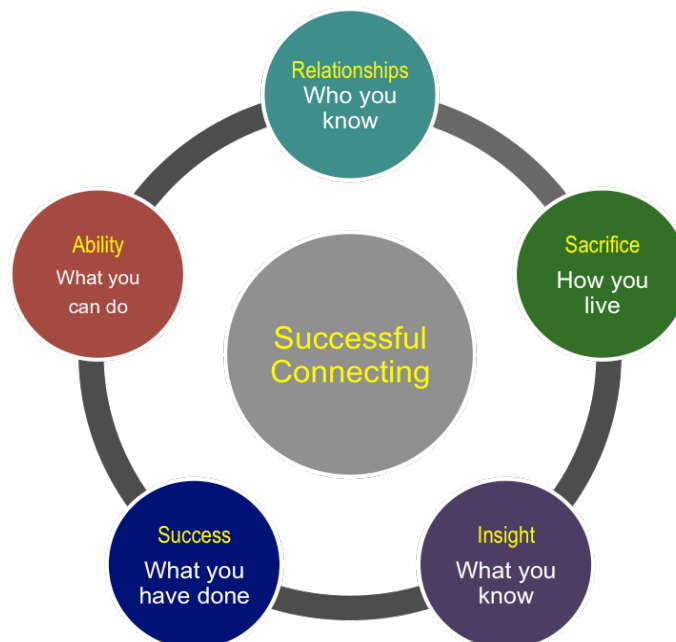 Relationships
Who you
know
Ability
What you
can do
Sacrifice
How you
live
Successful
Connecting
Success
What you
have done
Insight
What you
know